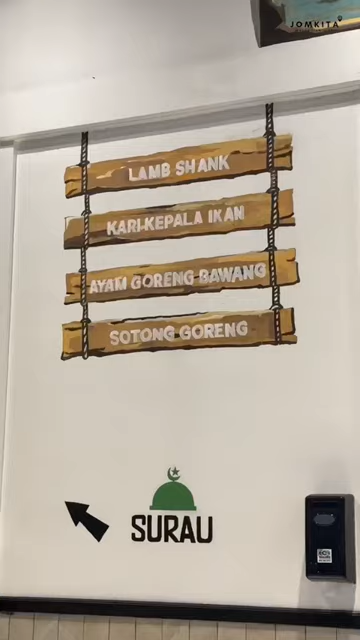 JOMKITA
LAMB SHANK
KARI KEPALA IKAN
AYAM GORENG BAWANG
SOTONG GORENG
SURAU